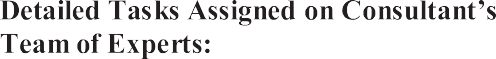 Detailed Tasks Assigned on Consultant's
Team of Experts: